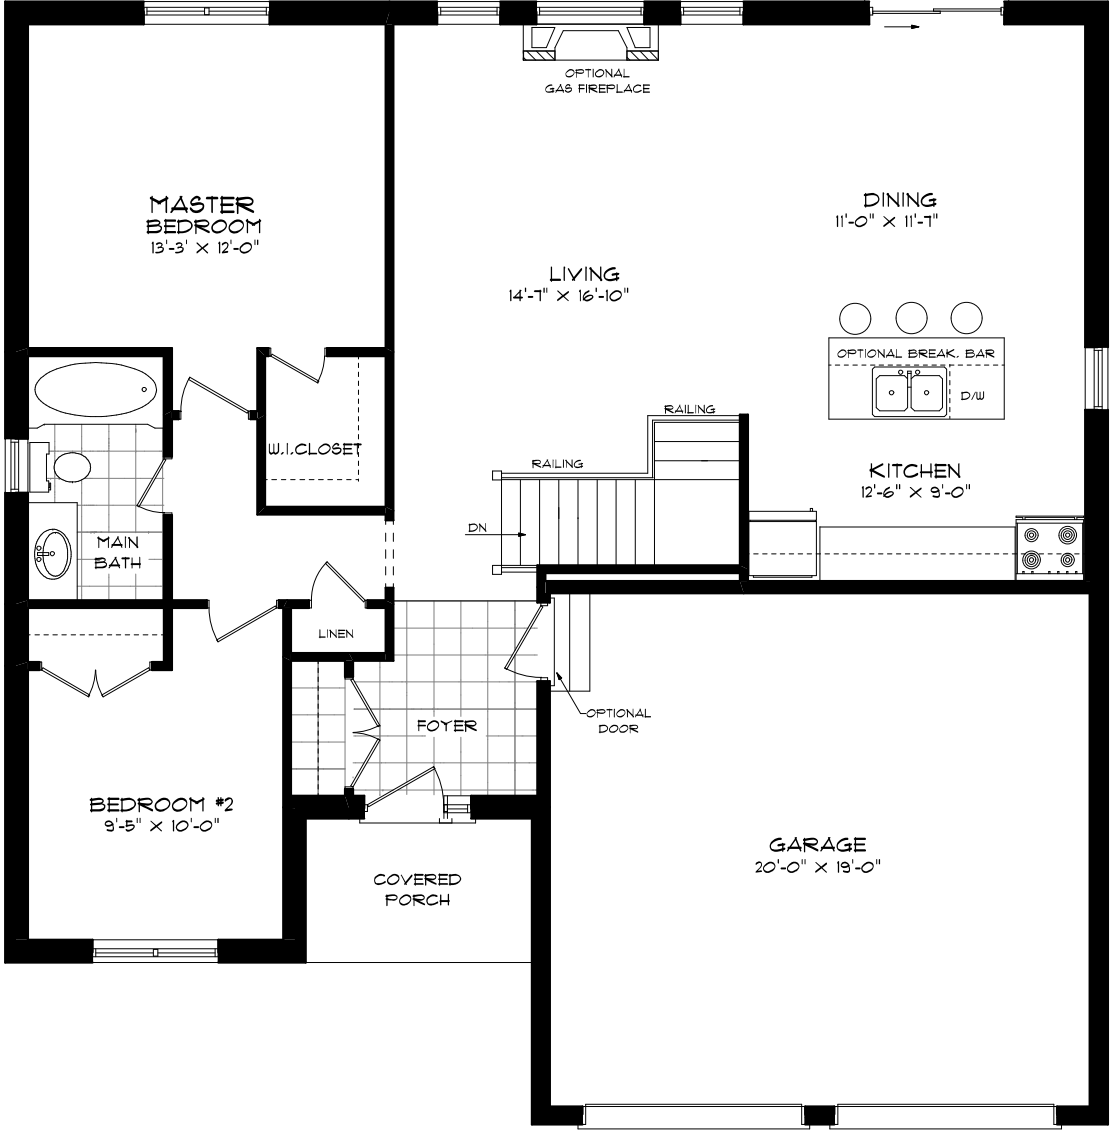 OPTIONAL
GAS FIREPLACE
MASTER
BEDROOM
13'-3' X 12'-0"
DINING
11'-0" X 11'-7"
LIVING
14'-7" X 16'-10"
OPTIONAL BREAK. BAR
D/W
RAILING
W.I.CLOSET
RAILING
KITCHEN
12'-6" X 9'-0"
DN
MAIN
BATH
LINEN
FOYER
OPTIONAL
DOOR
BEDROOM #2
9'-5" X 10'-0"
GARAGE
20'-0" X 19'-0"
COVERED
PORCH